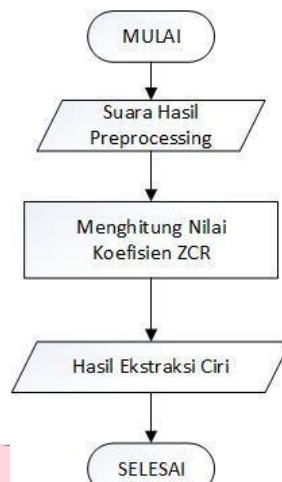 MULAI
Suara Hasil
Preprocessing
Menghitung Nilai
Koefisien ZCR
Hasil Ekstraksi Ciri
SELESAI